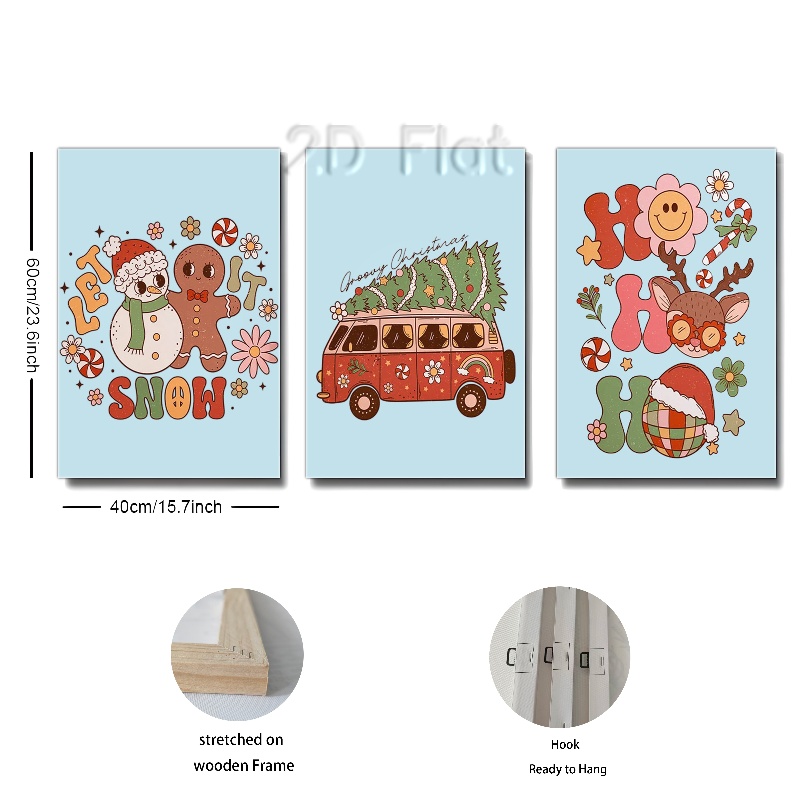 2D Flat
60cm/23.6inch
40cm/15.7inch
LET
IT
SNOW
Groovy Christmas
HO
HO
HO
stretched on
wooden Frame
Hook
Ready to Hang